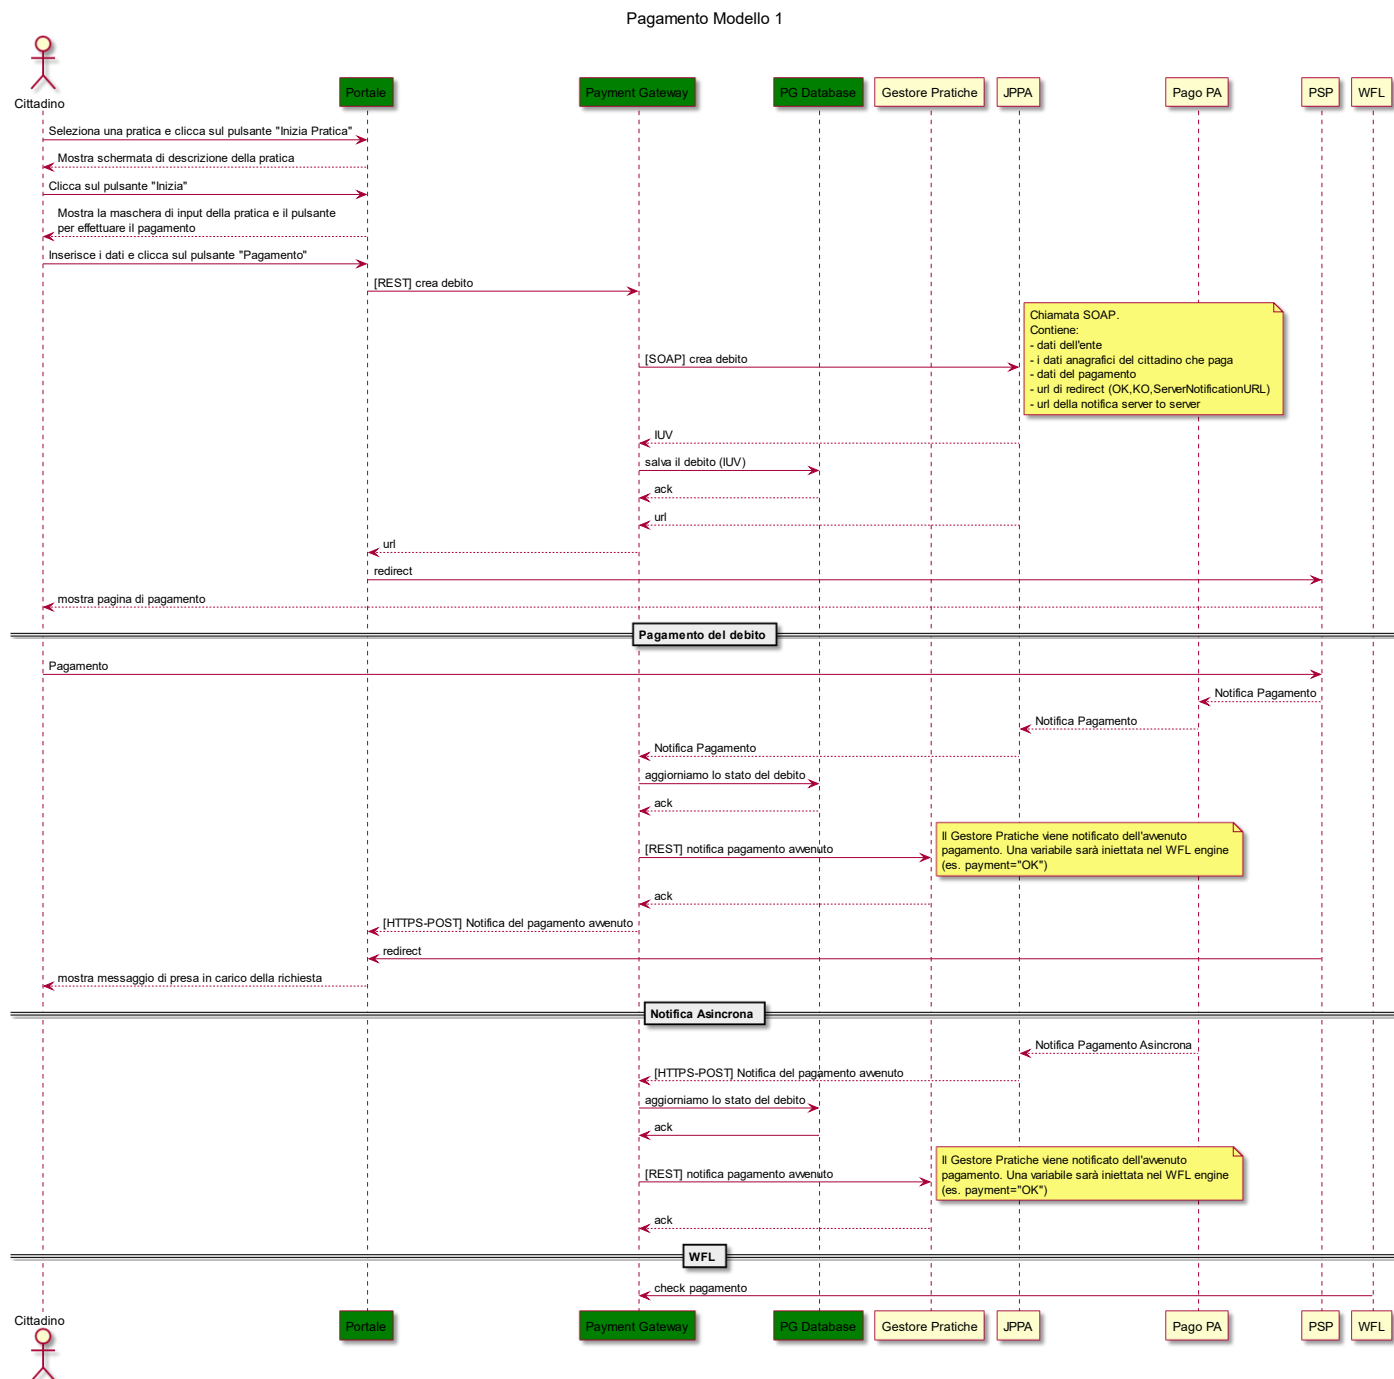 Pagamento Modello 1
Cittadino
Portale
Payment Gateway
PG Database
Gestore Pratiche
JPPA
Pago PA
PSP
WFL
Seleziona una pratica e clicca sul pulsante "Inizia Pratica"
Mostra schermata di descrizione della pratica
Clicca sul pulsante "Inizia"
Mostra la maschera di input della pratica e il pulsante
per effettuare il pagamento
Inserisce i dati e clicca sul pulsante "Pagamento"
[REST] crea debito
[SOAP] crea debito
Chiamata SOAP.
Contiene:
- dati dell'ente
- i dati anagrafici del cittadino che paga
- dati del pagamento
- url di redirect (OK,KO,ServerNotificationURL)
- url della notifica server to server
IUV
salva il debito (IUV)
ack
url
url
redirect
mostra pagina di pagamento
Pagamento del debito
Pagamento
Notifica Pagamento
Notifica Pagamento
Notifica Pagamento
aggiorniamo lo stato del debito
ack
[REST] notifica pagamento avvenuto
Il Gestore Pratiche viene notificato dell'avvenuto
pagamento. Una variabile sarà iniettata nel WFL engine
(es. payment="OK")
ack
[HTTPS-POST] Notifica del pagamento avvenuto
redirect
mostra messaggio di presa in carico della richiesta
Notifica Asincrona
Notifica Pagamento Asincrona
[HTTPS-POST] Notifica del pagamento avvenuto
aggiorniamo lo stato del debito
ack
[REST] notifica pagamento avvenuto
Il Gestore Pratiche viene notificato dell'avvenuto
pagamento. Una variabile sarà iniettata nel WFL engine
(es. payment="OK")
ack
WFL
check pagamento
Cittadino
Portale
Payment Gateway
PG Database
Gestore Pratiche
JPPA
Pago PA
PSP
WFL